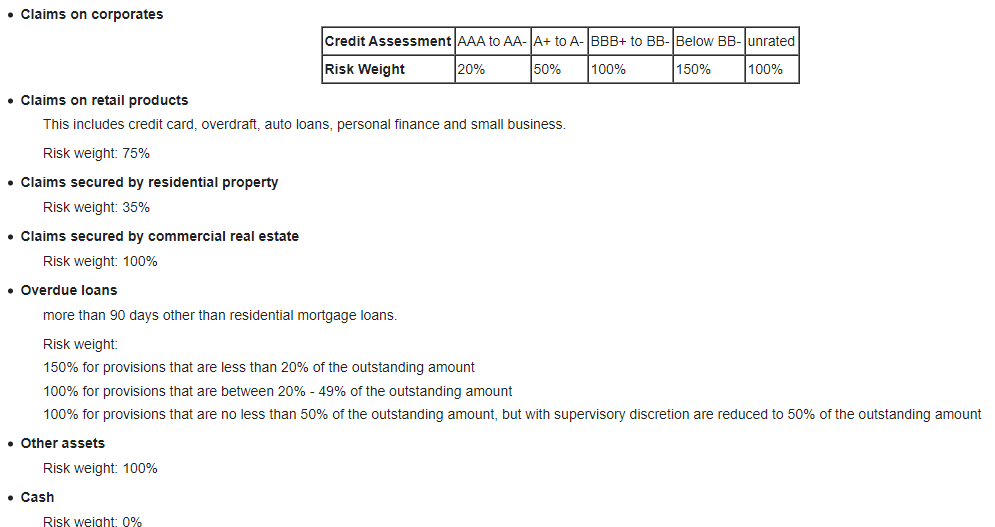 Claims on corporates
Credit Assessment AAA to AA- A+ to A- BBB+ to BB- Below BB- unrated
Risk Weight 20% 50% 100% 150% 100%
Claims on retail products
This includes credit card, overdraft, auto loans, personal finance and small business.
Risk weight: 75%
Claims secured by residential property
Risk weight: 35%
Claims secured by commercial real estate
Risk weight: 100%
Overdue loans
more than 90 days other than residential mortgage loans.
Risk weight:
150% for provisions that are less than 20% of the outstanding amount
100% for provisions that are between 20% - 49% of the outstanding amount
100% for provisions that are no less than 50% of the outstanding amount, but with supervisory discretion are reduced to 50% of the outstanding amount
Other assets
Risk weight: 100%
Cash
Risk weight: 0%